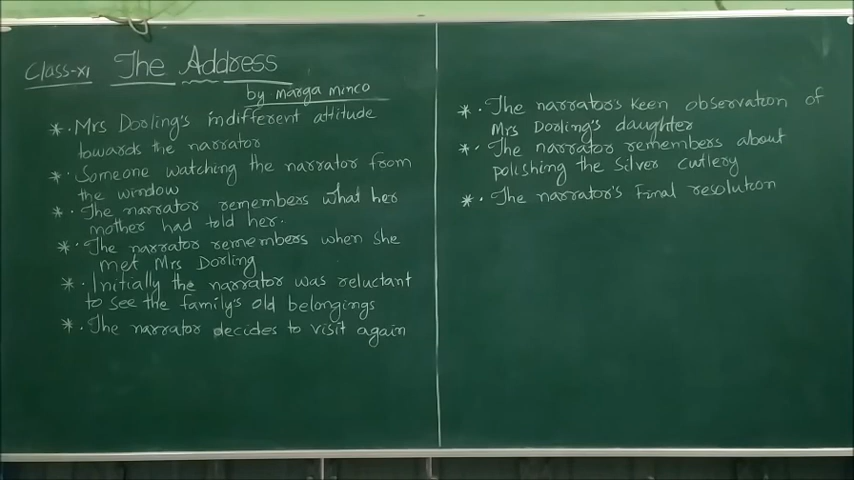 Class-XI The Address
by marga minco
* · Mrs Dorling's indifferent attitude
towards the narrator
* · Someone watching the narrator from
the window
* · The narrator remembers what her
mother had told her.
* · The narrator remembers when she
met Mrs Dorling
* · Initially the narrator was reluctant
to see the family's old belongings
* · The narrator decides to visit again
* · The narrators keen observation of
Mrs Dorling's daughter
* · The narrator remembers about
polishing the silver cutlery
* · The narrator's Final resolution